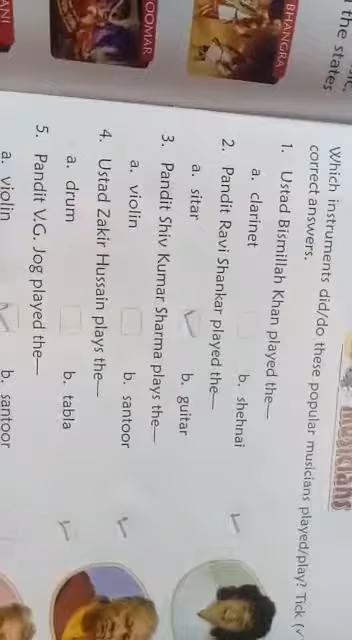 the states
BHANGRA
OOMAR
ANI
musicians
Which instruments did/do these popular musicians played/play? Tick (✓
correct answers.
1. Ustad Bismillah Khan played the—
a. clarinet b. shehnai ✓
2. Pandit Ravi Shankar played the—
a. sitar ✓ b. guitar
3. Pandit Shiv Kumar Sharma plays the—
a. violin b. santoor ✓
4. Ustad Zakir Hussain plays the—
a. drum b. tabla ✓
5. Pandit V.G. Jog played the—
a. violin ✓ b. santoor